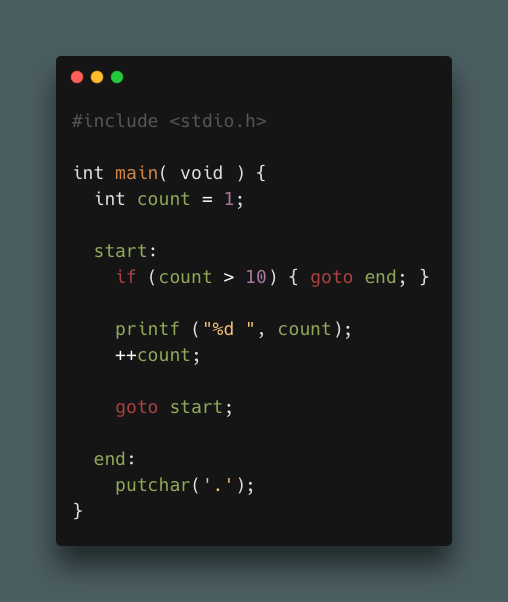 #include <stdio.h>

int main( void ) {
  int count = 1;

  start:
    if (count > 10) { goto end; }

    printf ("%d ", count);
    ++count;

    goto start;

  end:
    putchar('.');
}